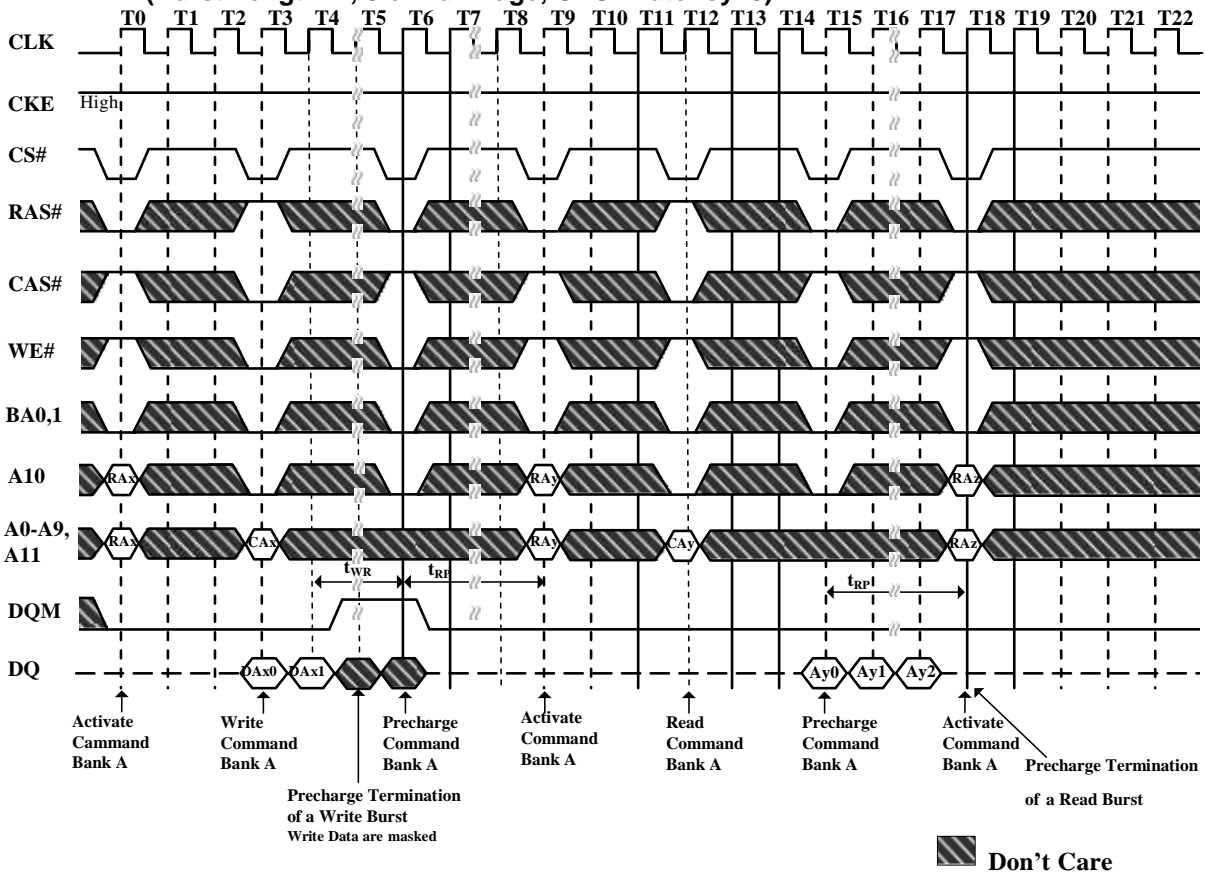 T0 T1 T2 T3 T4 T5 T6 T7 T8 T9 T10 T11 T12 T13 T14 T15 T16 T17 T18 T19 T20 T21 T22
CLK
CKE High
CS#
RAS#
CAS#
WE#
BA0,1
A10 RAx RAy RAz
A0-A9, A11 RAx CAx RAy CAy RAz
tWR tRP tRP
DQM
DQ DAx0 DAx1 Ay0 Ay1 Ay2
Activate Cammand Bank A
Write Command Bank A
Precharge Command Bank A
Activate Command Bank A
Read Command Bank A
Precharge Command Bank A
Activate Command Bank A
Precharge Termination
of a Read Burst
Precharge Termination
of a Write Burst
Write Data are masked
Don't Care